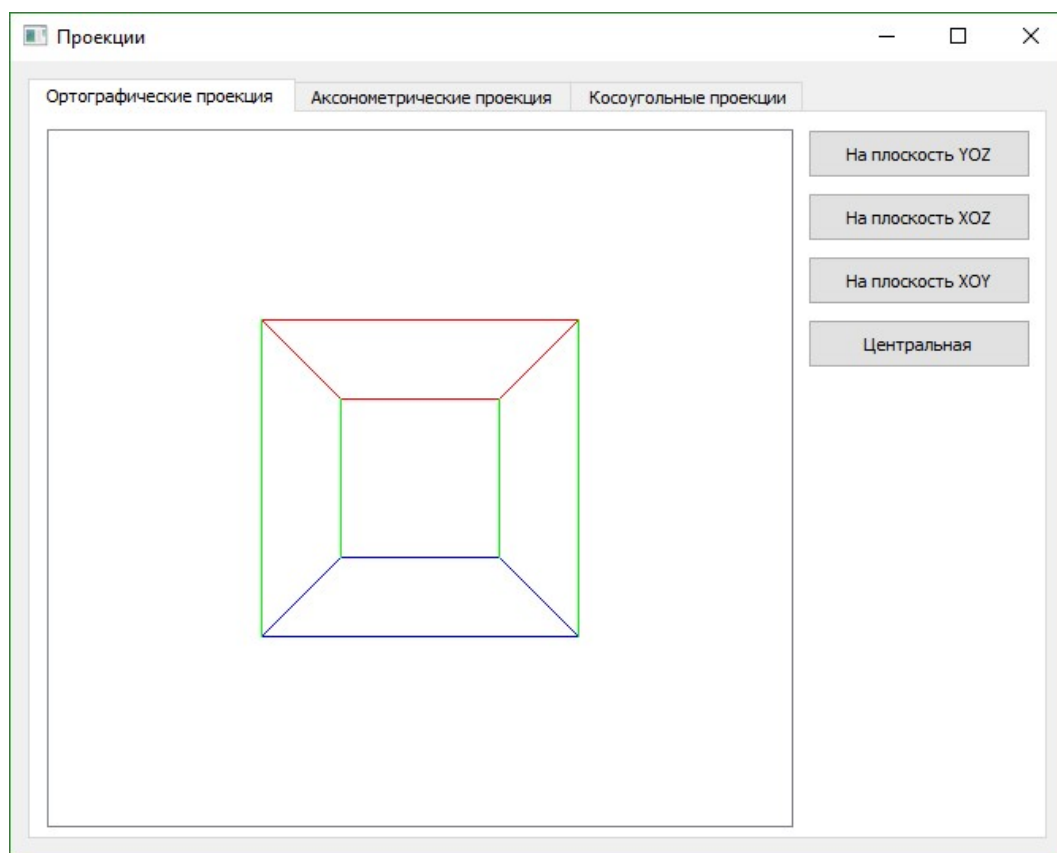 Проекции
Ортографические проекция
Аксонометрические проекция
Косоугольные проекции
На плоскость YOZ
На плоскость XOZ
На плоскость XOY
Центральная